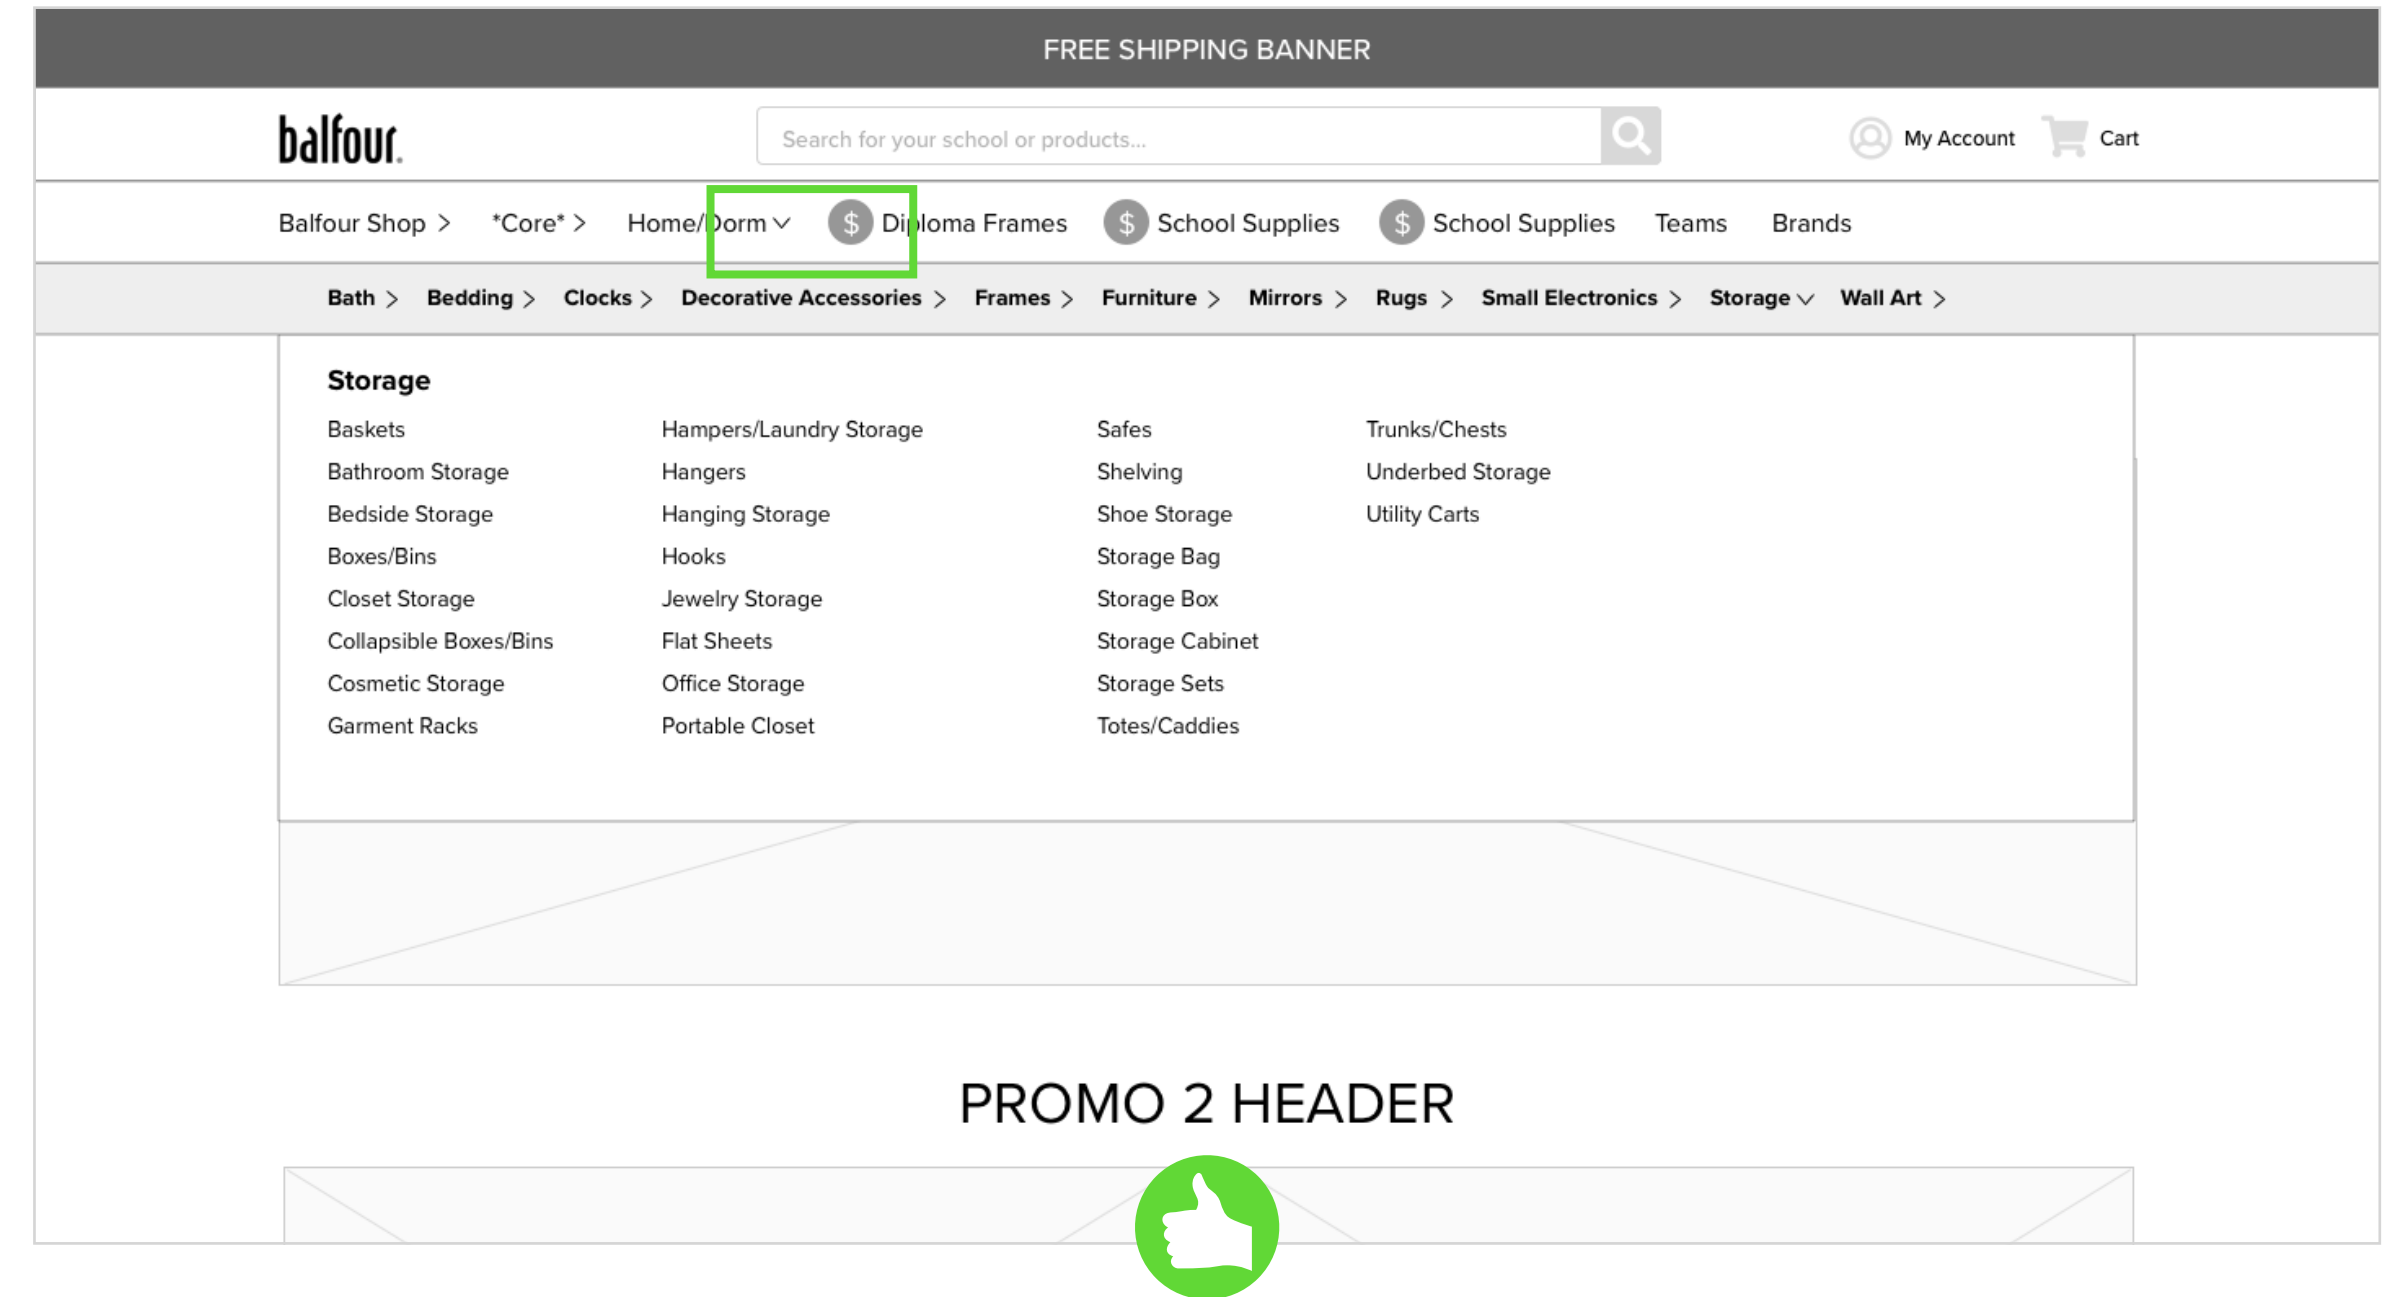 FREE SHIPPING BANNER
balfour.
Search for your school or products...
My Account
Cart
Balfour Shop > *Core* > Home/Dorm $ Diploma Frames $ School Supplies $ School Supplies Teams Brands
Bath > Bedding > Clocks > Decorative Accessories > Frames > Furniture > Mirrors > Rugs > Small Electronics > Storage Wall Art >
Storage
Baskets
Bathroom Storage
Bedside Storage
Boxes/Bins
Closet Storage
Collapsible Boxes/Bins
Cosmetic Storage
Garment Racks
Hampers/Laundry Storage
Hangers
Hanging Storage
Hooks
Jewelry Storage
Flat Sheets
Office Storage
Portable Closet
Safes
Shelving
Shoe Storage
Storage Bag
Storage Box
Storage Cabinet
Storage Sets
Totes/Caddies
Trunks/Chests
Underbed Storage
Utility Carts
PROMO 2 HEADER